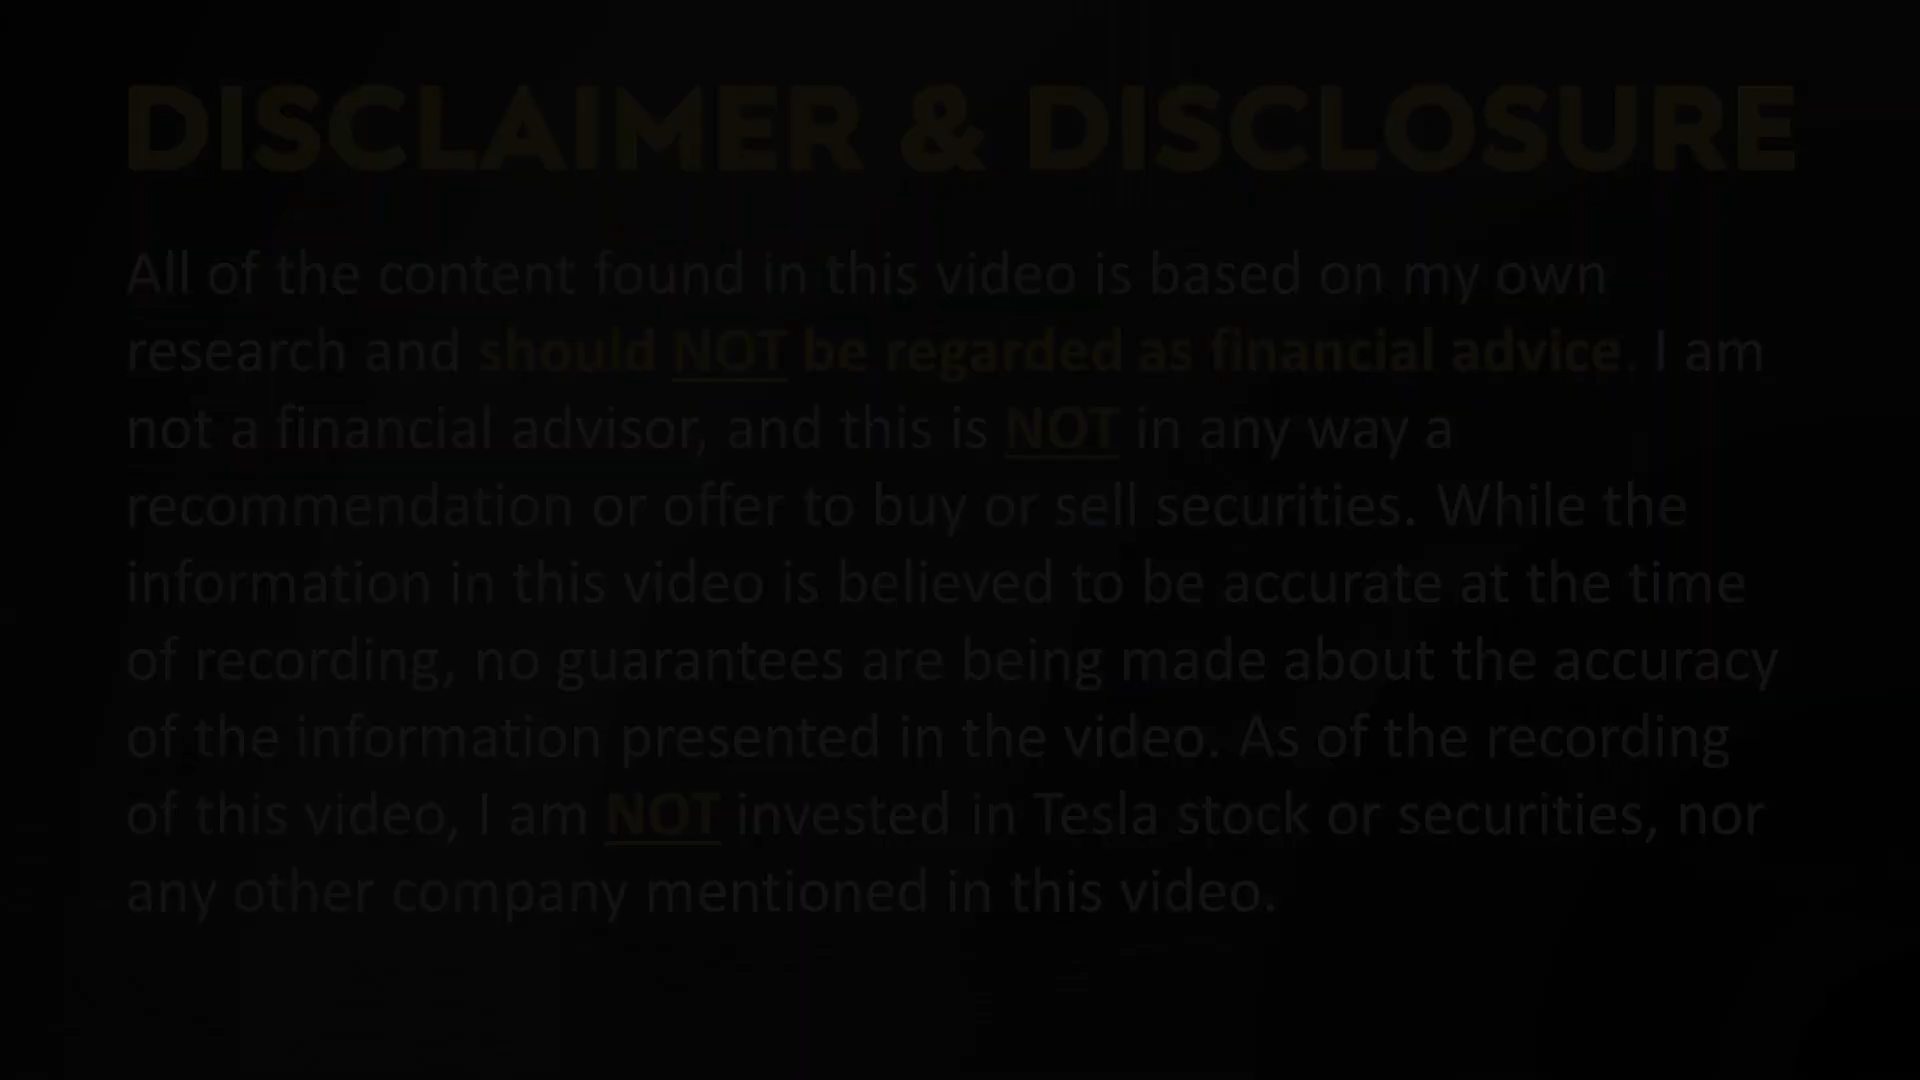 DISCLAIMER & DISCLOSURE
All of the content found in this video is based on my own
research and should NOT be regarded as financial advice. I am
not a financial advisor, and this is NOT in any way a
recommendation or offer to buy or sell securities. While the
information in this video is believed to be accurate at the time
of recording, no guarantees are being made about the accuracy
of the information presented in the video. As of the recording
of this video, I am NOT invested in Tesla stock or securities, nor
any other company mentioned in this video.